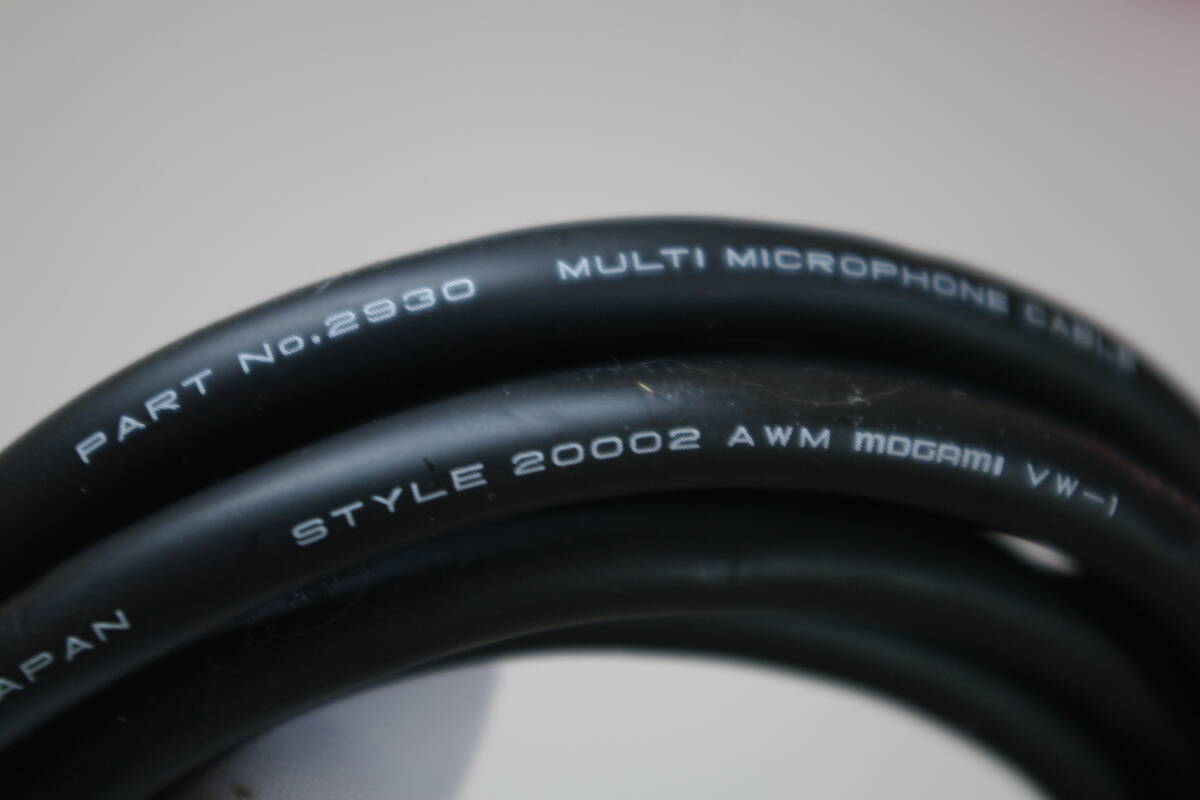 PART No.2930 MULTI MICROPHONE CABLE
STYLE 20002 AWM MOGAMI VW-1
APAN